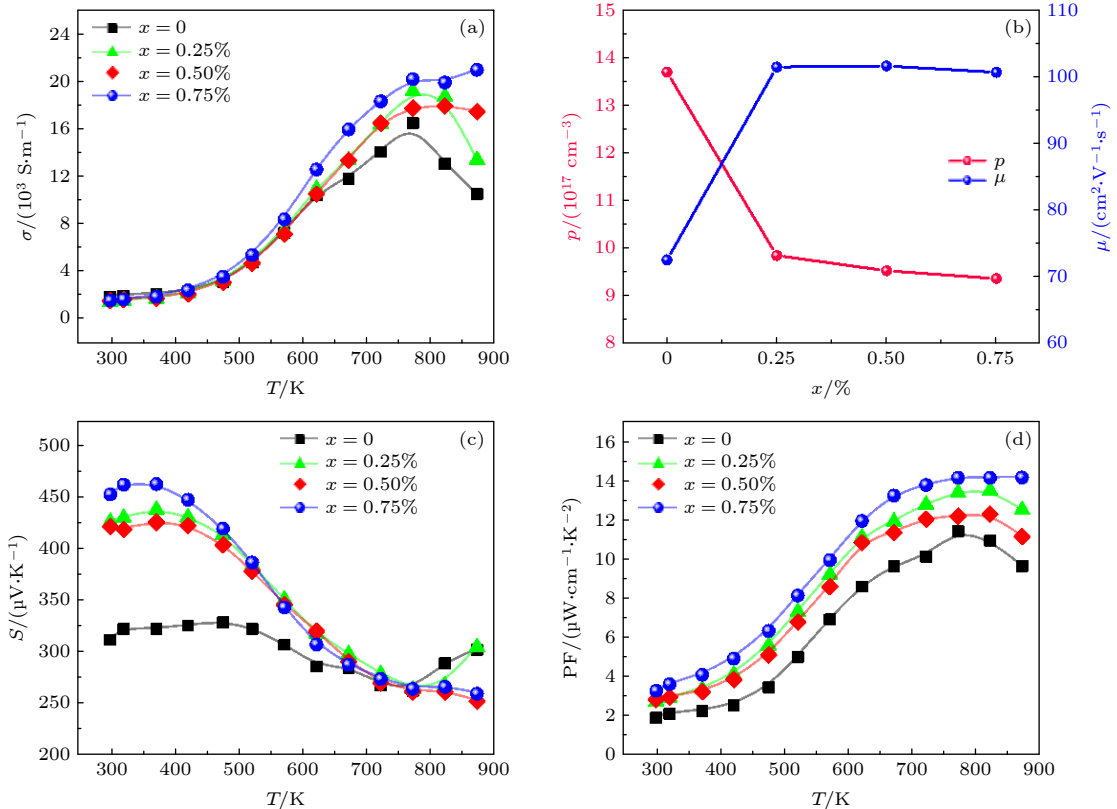 (a)
x = 0
x = 0.25%
x = 0.50%
x = 0.75%
σ/(10³ S·m⁻¹)
24
20
16
12
8
4
0
300 400 500 600 700 800 900
T/K
(b)
p
μ
p/(10¹⁷ cm⁻³)
15
14
13
12
11
10
9
8
μ/(cm²·V⁻¹·s⁻¹)
110
100
90
80
70
60
0 0.25 0.50 0.75
x/%
(c)
x = 0
x = 0.25%
x = 0.50%
x = 0.75%
S/(μV·K⁻¹)
500
450
400
350
300
250
200
300 400 500 600 700 800 900
T/K
(d)
x = 0
x = 0.25%
x = 0.50%
x = 0.75%
PF/(μW·cm⁻¹·K⁻²)
16
14
12
10
8
6
4
2
0
300 400 500 600 700 800 900
T/K